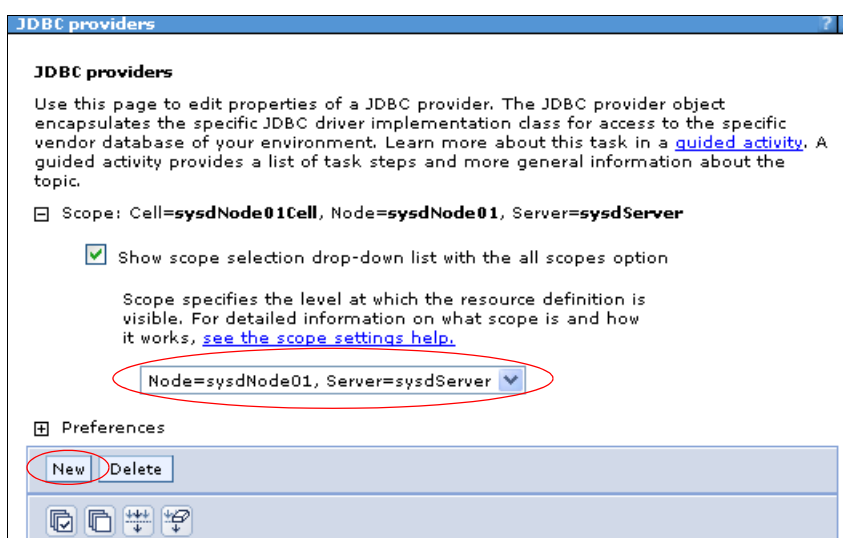 JDBC providers ?
JDBC providers
Use this page to edit properties of a JDBC provider. The JDBC provider object
encapsulates the specific JDBC driver implementation class for access to the specific
vendor database of your environment. Learn more about this task in a guided activity. A
guided activity provides a list of task steps and more general information about the
topic.
Scope: Cell=sysdNode01Cell, Node=sysdNode01, Server=sysdServer
Show scope selection drop-down list with the all scopes option
Scope specifies the level at which the resource definition is
visible. For detailed information on what scope is and how
it works, see the scope settings help.
Node=sysdNode01, Server=sysdServer
Preferences
New Delete